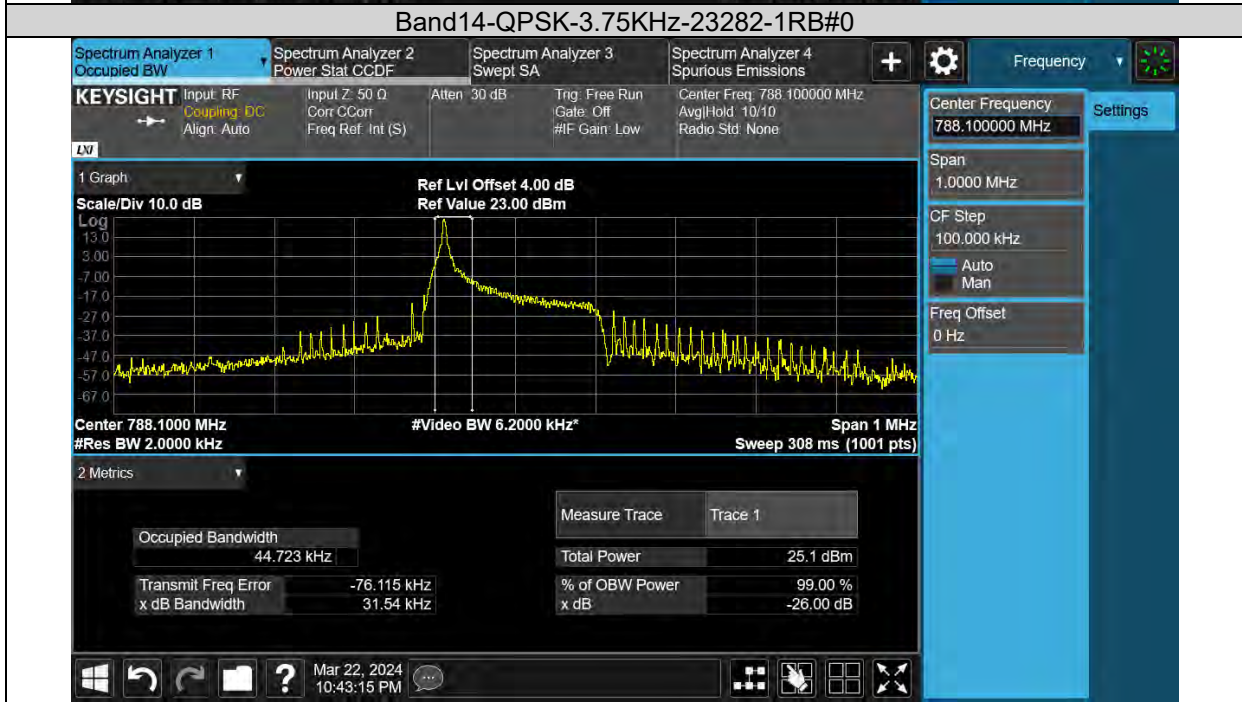 Band14-QPSK-3.75KHz-23282-1RB#0
Spectrum Analyzer 1
Occupied BW
Spectrum Analyzer 2
Power Stat CCDF
Spectrum Analyzer 3
Swept SA
Spectrum Analyzer 4
Spurious Emissions
+
Frequency
KEYSIGHT
Input: RF
Coupling: DC
Align: Auto
Input Z: 50 Ω
Corr CCorr
Freq Ref: Int (S)
Atten: 30 dB
Trig: Free Run
Gate: Off
#IF Gain: Low
Center Freq: 788.100000 MHz
Avg|Hold: 10/10
Radio Std: None
LXI
Center Frequency
788.100000 MHz
Settings
Span
1.0000 MHz
CF Step
100.000 kHz
Auto
Man
Freq Offset
0 Hz
1 Graph
Scale/Div 10.0 dB
Ref Lvl Offset 4.00 dB
Ref Value 23.00 dBm
Log
13.0
3.00
-7.00
-17.0
-27.0
-37.0
-47.0
-57.0
-67.0
Center 788.1000 MHz
#Video BW 6.2000 kHz*
Span 1 MHz
#Res BW 2.0000 kHz
Sweep 308 ms (1001 pts)
2 Metrics
Measure Trace
Trace 1
Occupied Bandwidth
44.723 kHz
Total Power
25.1 dBm
Transmit Freq Error
-76.115 kHz
% of OBW Power
99.00 %
x dB Bandwidth
31.54 kHz
x dB
-26.00 dB
?
Mar 22, 2024
10:43:15 PM